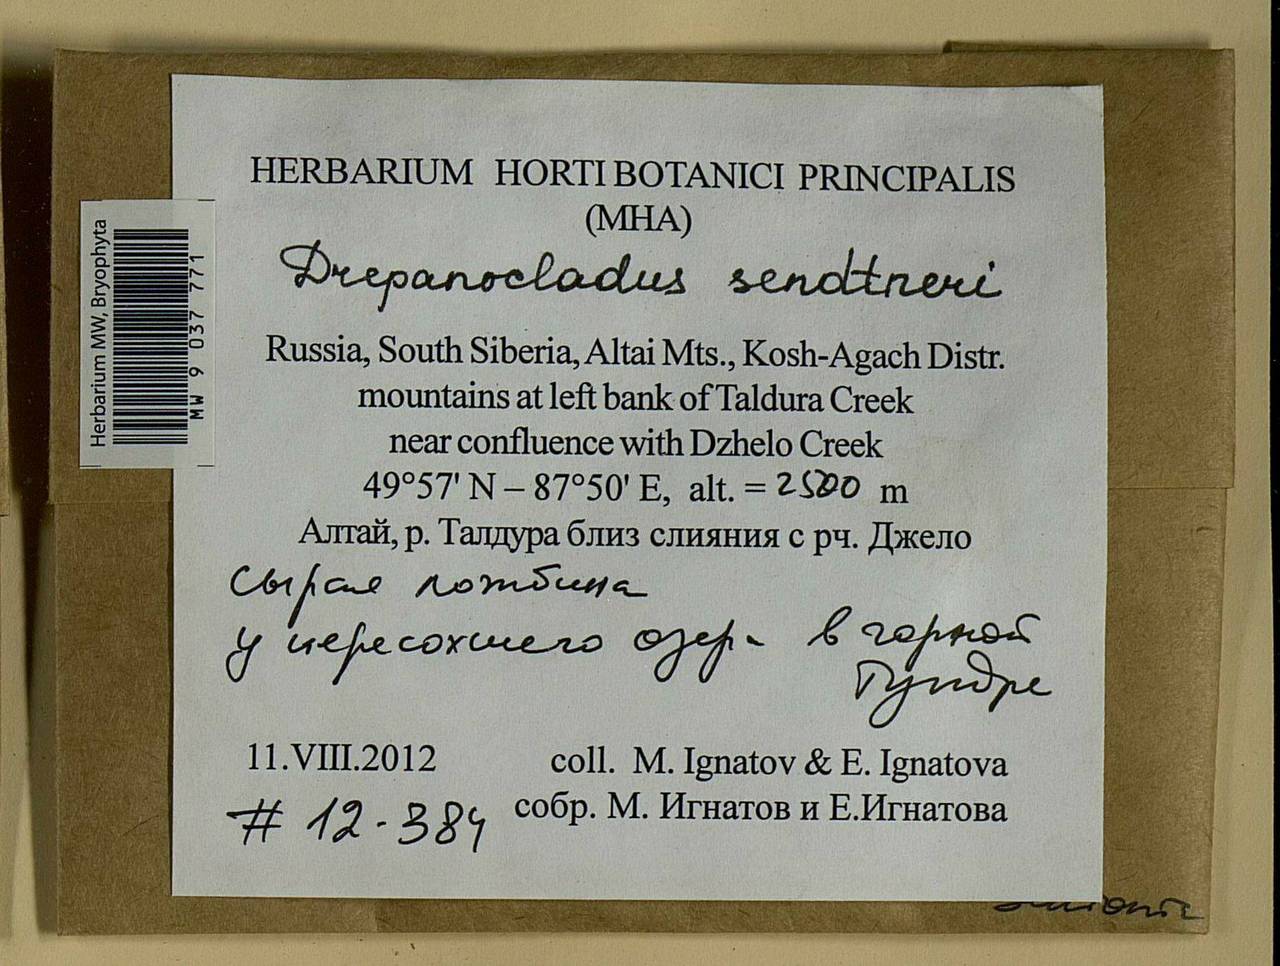 HERBARIUM HORTI BOTANICI PRINCIPALIS
(MHA)
Drepanocladus sendtneri
Russia, South Siberia, Altai Mts., Kosh-Agach Distr.
mountains at left bank of Taldura Creek
near confluence with Dzhelo Creek
49°57' N – 87°50' E, alt. = 2500 m
Алтай, р. Талдура близ слияния с рч. Джело
сырая ложбина
у пересохшего озера в горной
тундре
11.VIII.2012 coll. M. Ignatov & E. Ignatova
собр. М. Игнатов и Е.Игнатова
# 12-384
Herbarium MW, Bryophyta
MW 9 037 771